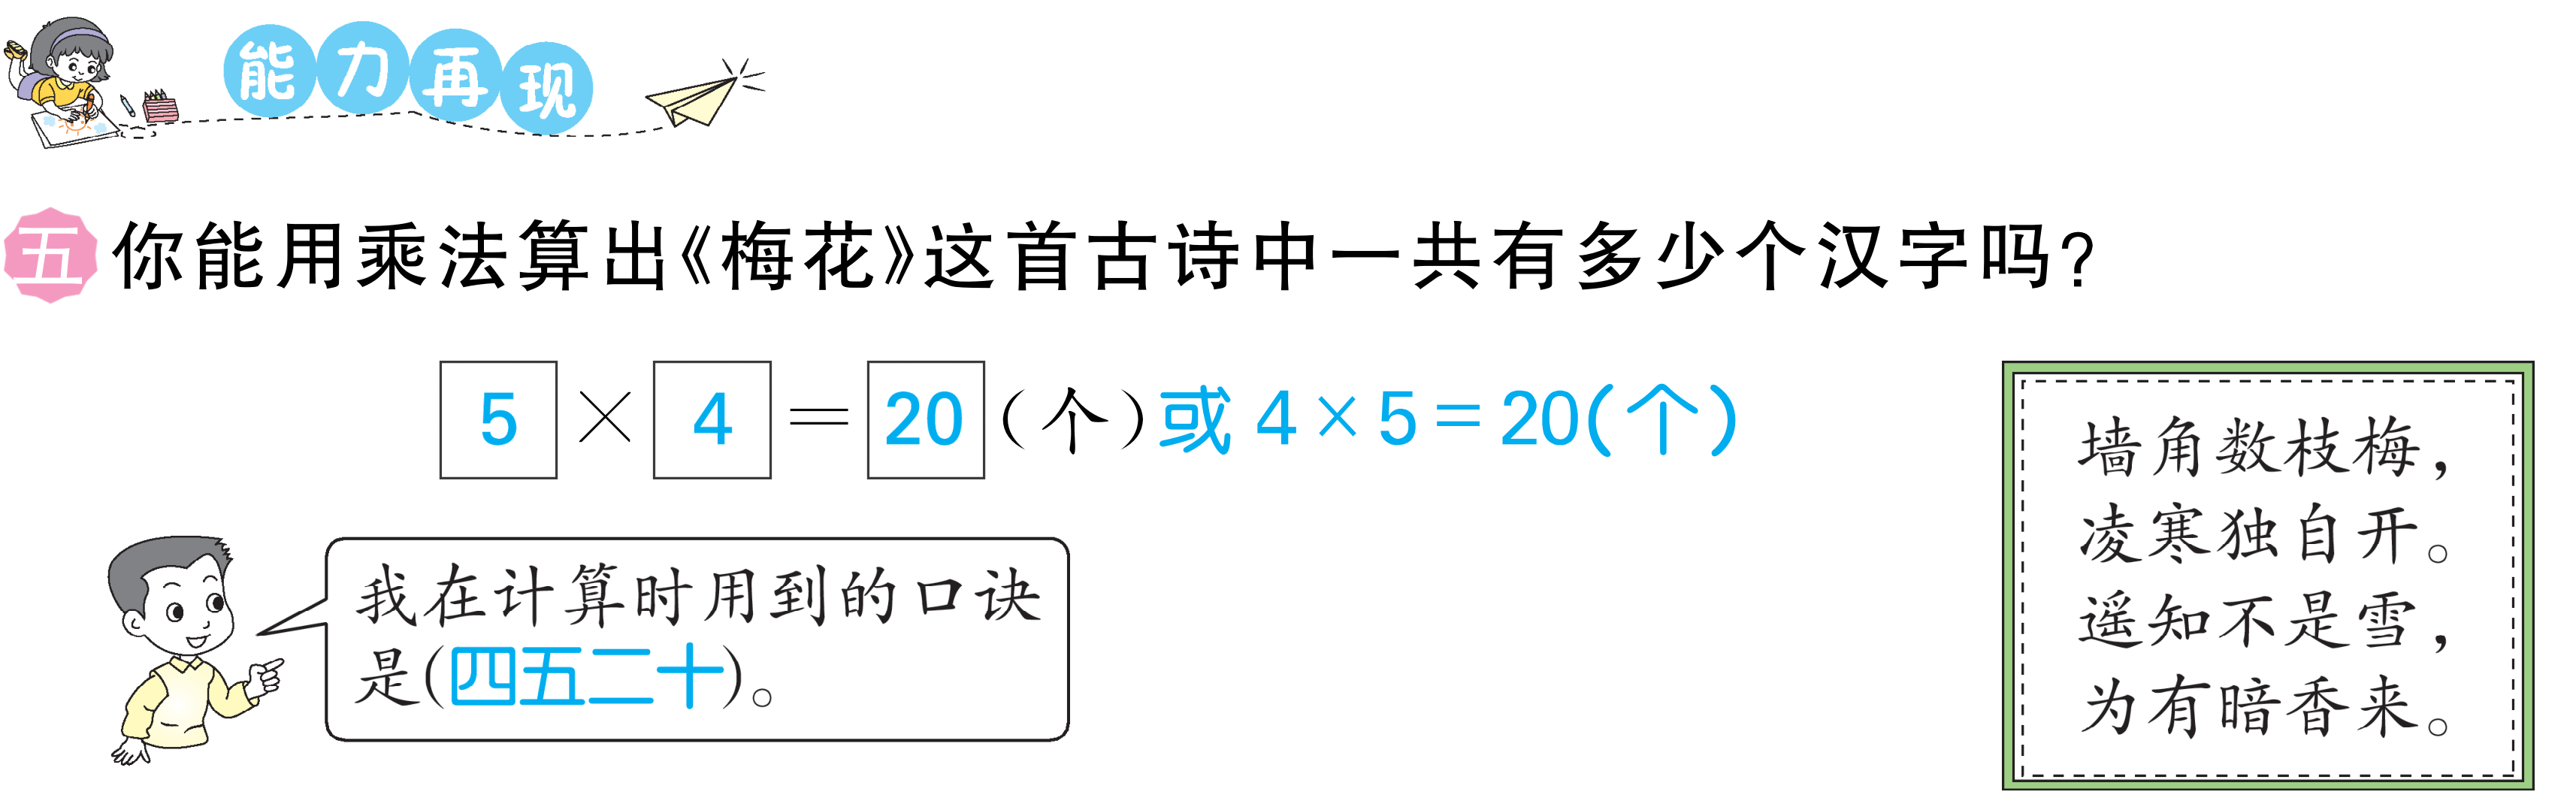 能力再现
五 你能用乘法算出《梅花》这首古诗中一共有多少个汉字吗？
5×4=20(个)或 4×5=20(个)
我在计算时用到的口诀
是(四五二十)。
墙角数枝梅，
凌寒独自开。
遥知不是雪，
为有暗香来。